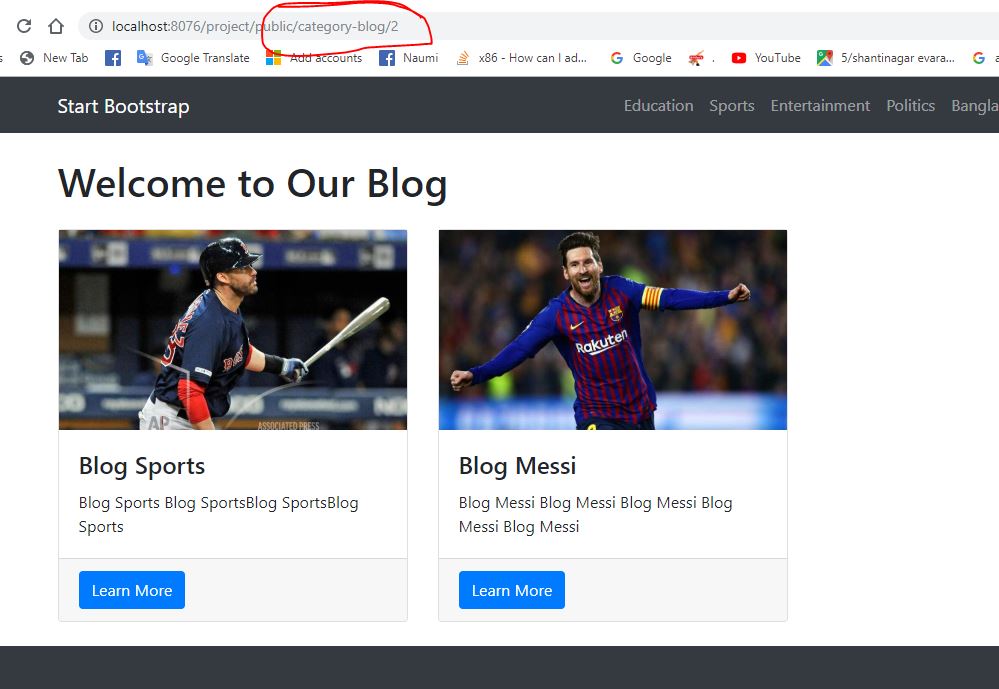 localhost:8076/project/public/category-blog/2
s New Tab Google Translate Add accounts Naumi x86 - How can I ad... Google . YouTube 5/shantinagar evara... a
Start Bootstrap Education Sports Entertainment Politics Bangla
Welcome to Our Blog
Rakuten
AP
ASSOCIATED PRESS
Blog Sports
Blog Sports Blog SportsBlog SportsBlog
Sports
Learn More
Blog Messi
Blog Messi Blog Messi Blog Messi Blog
Messi Blog Messi
Learn More